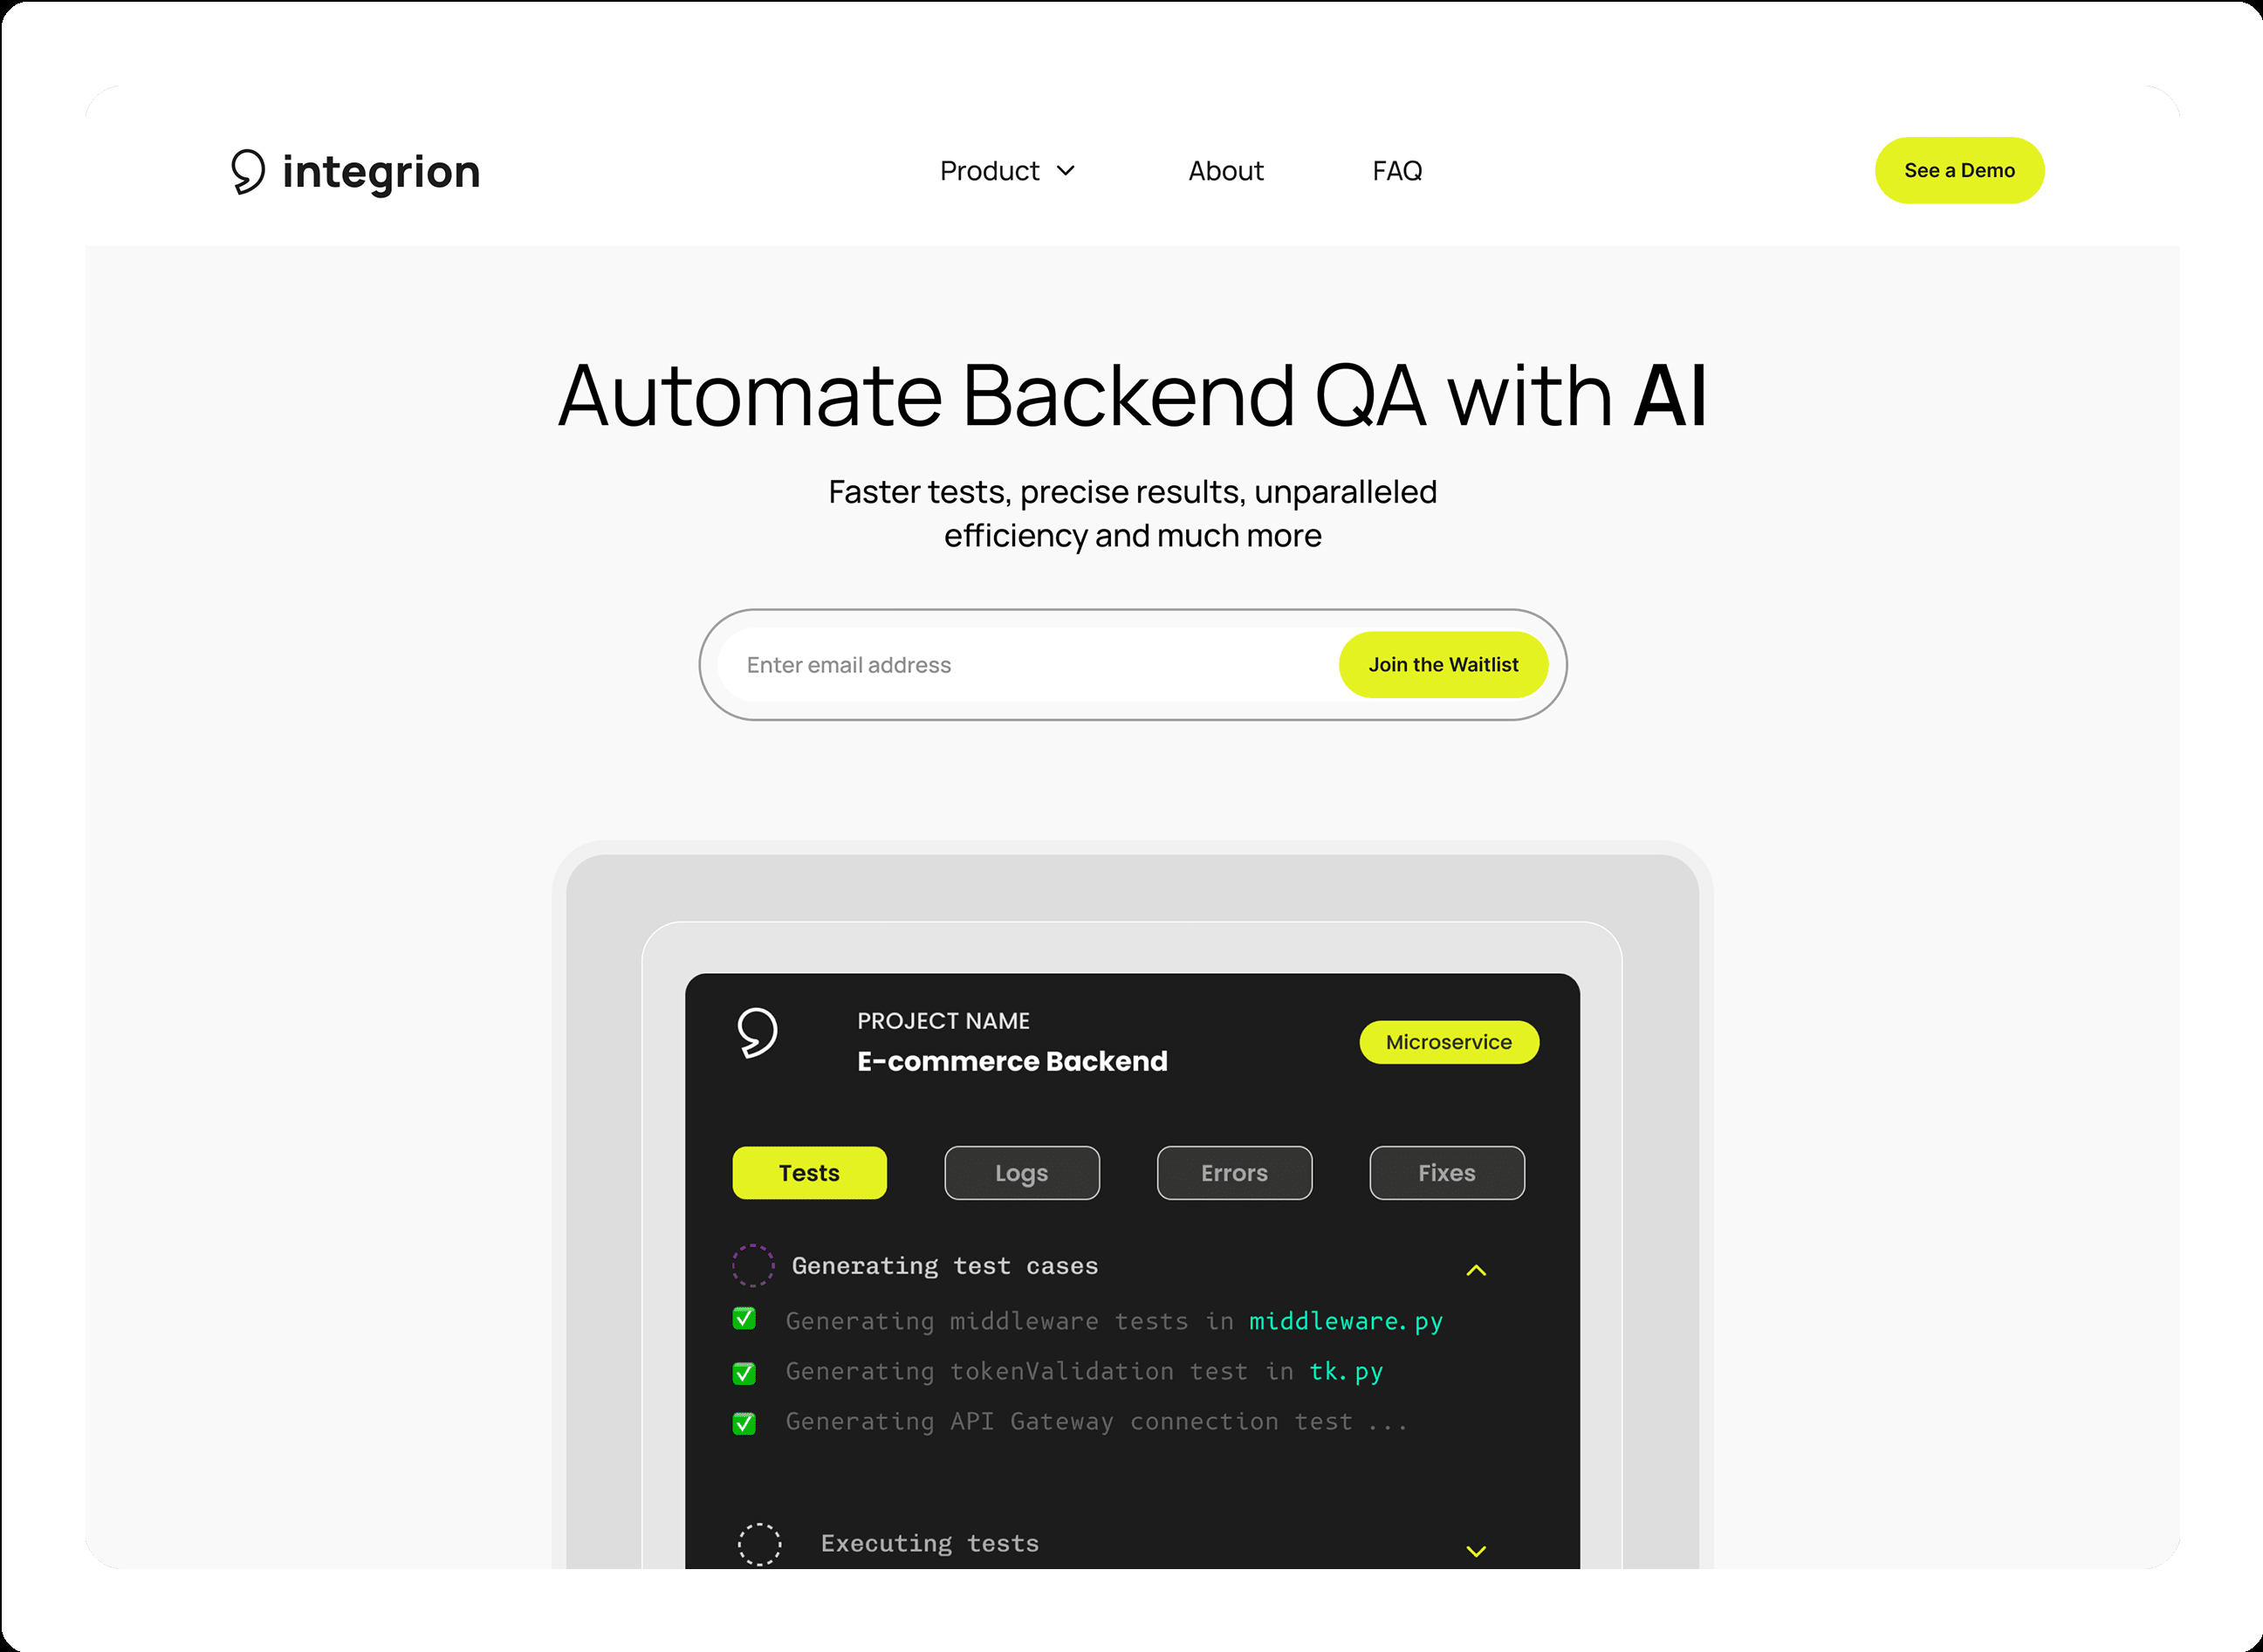 integrion
Product
About
FAQ
See a Demo
Automate Backend QA with AI
Faster tests, precise results, unparalleled
efficiency and much more
Enter email address
Join the Waitlist
PROJECT NAME
E-commerce Backend
Microservice
Tests
Logs
Errors
Fixes
Generating test cases
Generating middleware tests in middleware.py
Generating tokenValidation test in tk.py
Generating API Gateway connection test ...
Executing tests